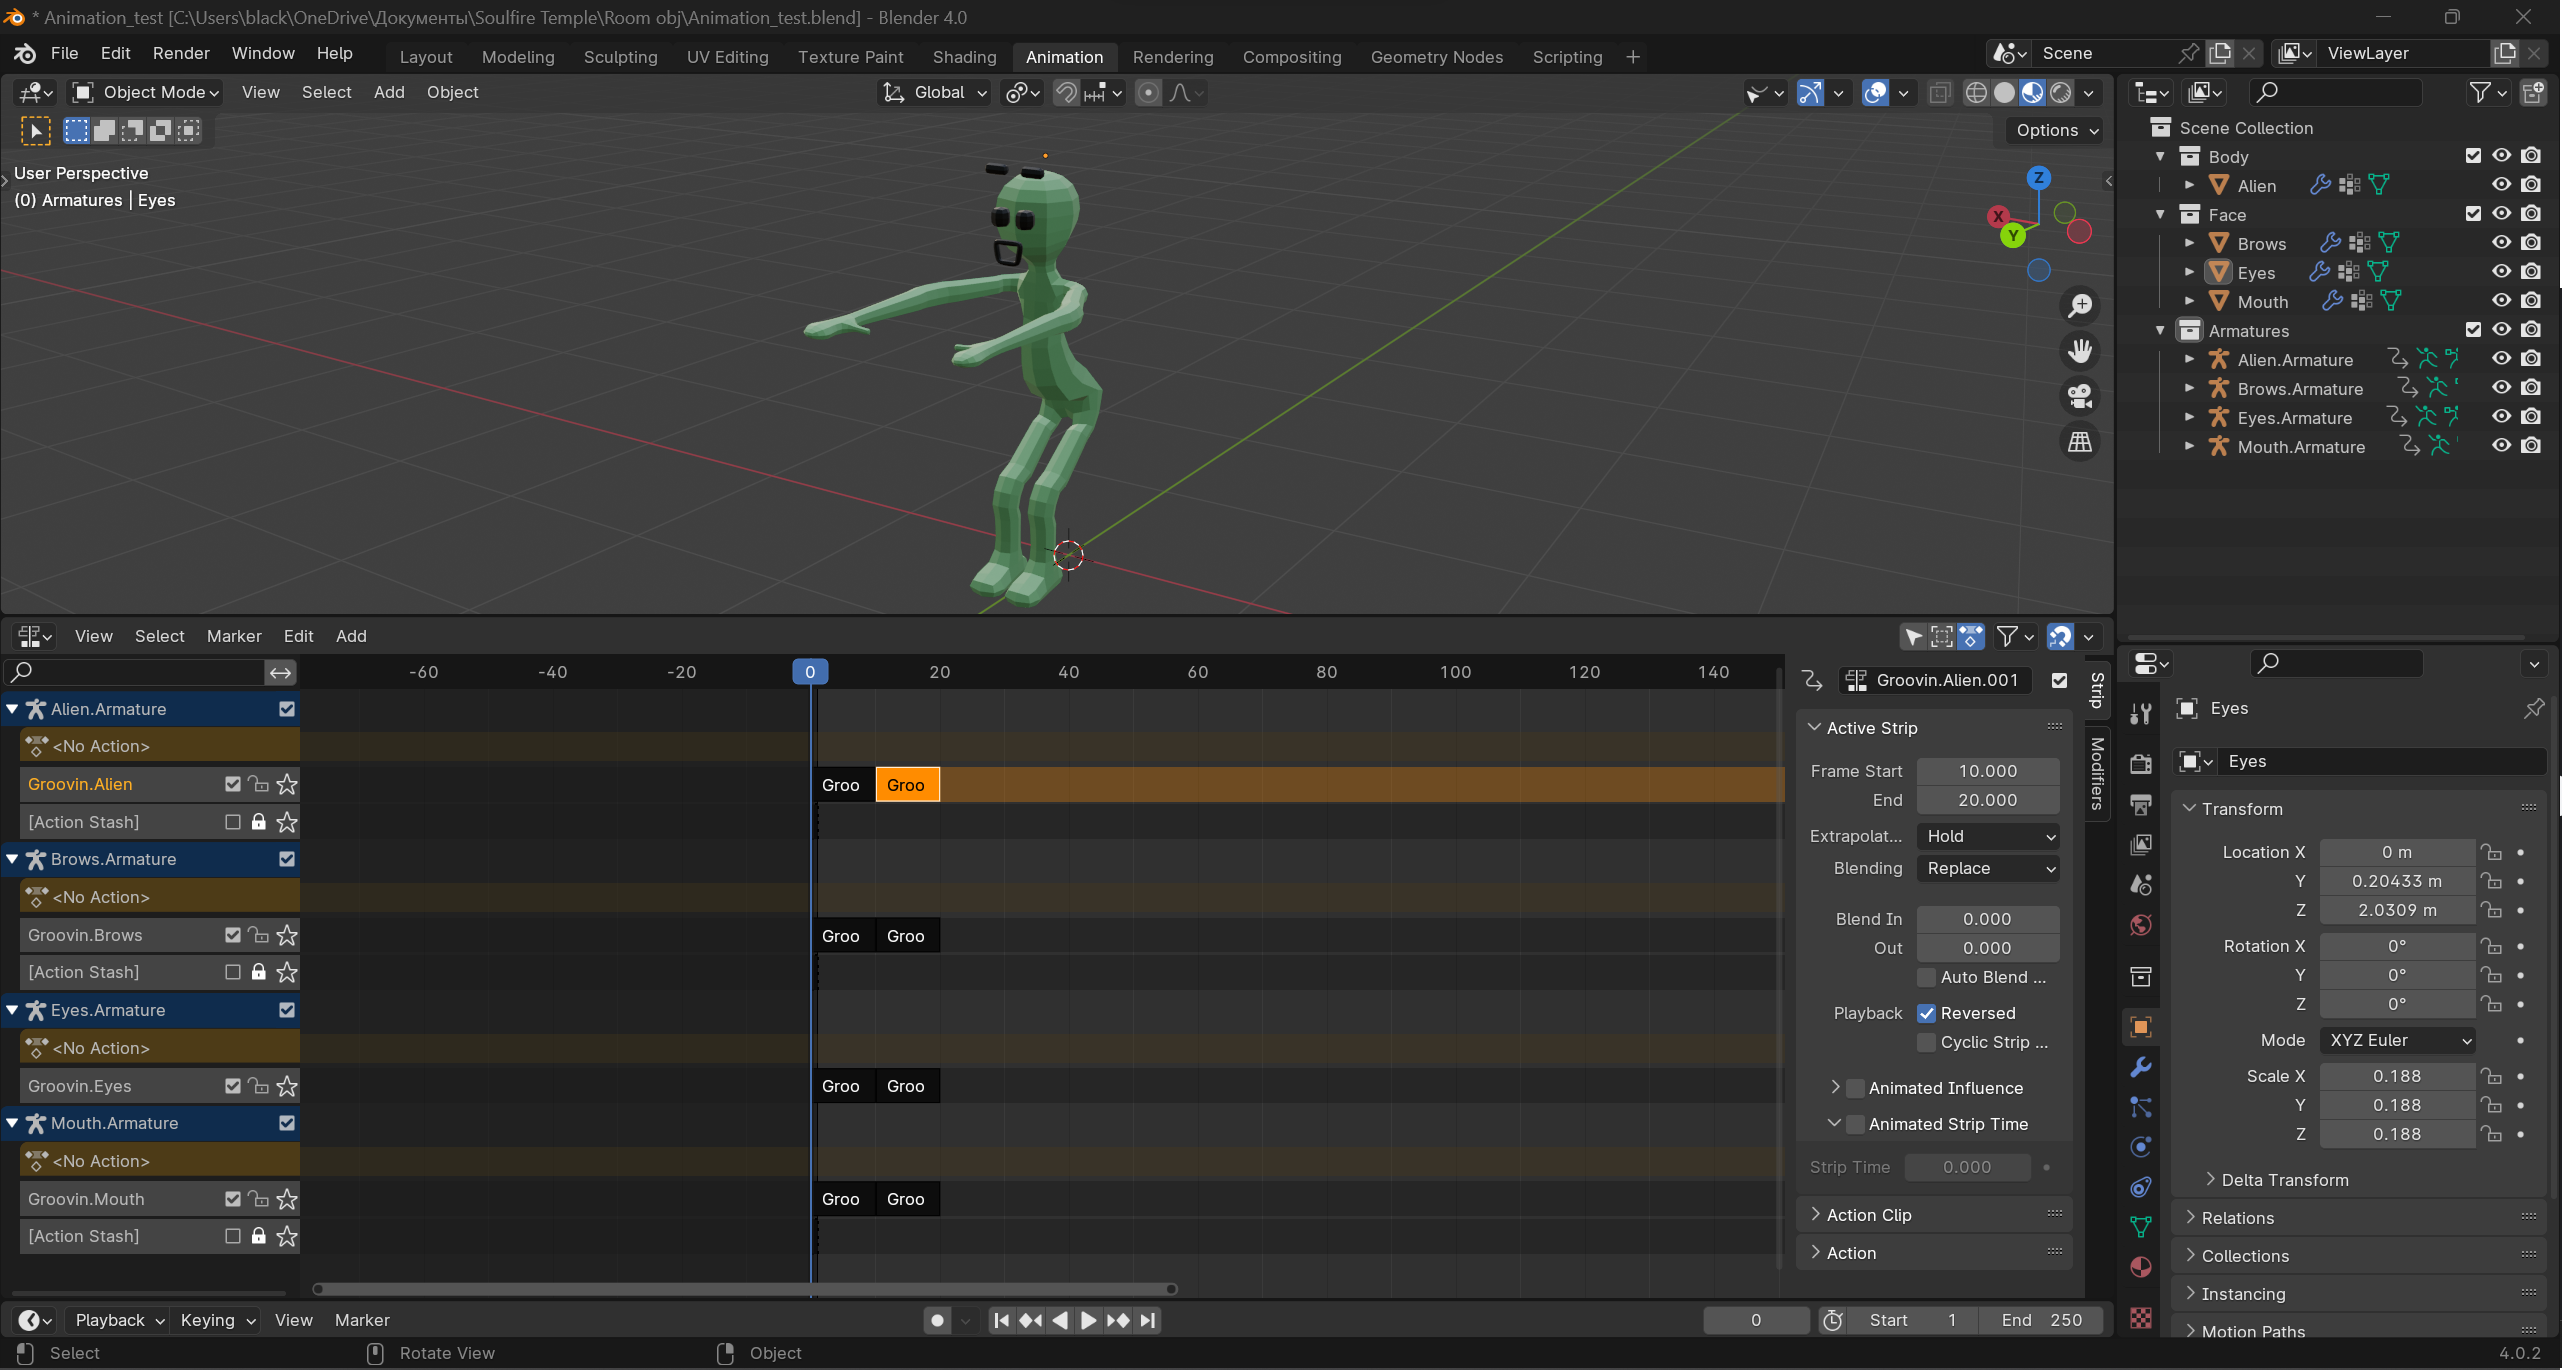 * Animation_test [C:\Users\black\OneDrive\Документы\Soulfire Temple\Room obj\Animation_test.blend] - Blender 4.0
File Edit Render Window Help Layout Modeling Sculpting UV Editing Texture Paint Shading Animation Rendering Compositing Geometry Nodes Scripting + Scene ViewLayer
Object Mode View Select Add Object Global
Options
User Perspective
(0) Armatures | Eyes
Z
X
Y
Scene Collection
Body
Alien
Face
Brows
Eyes
Mouth
Armatures
Alien.Armature
Brows.Armature
Eyes.Armature
Mouth.Armature
View Select Marker Edit Add
-60 -40 -20 0 20 40 60 80 100 120 140
Alien.Armature
<No Action>
Groovin.Alien Groo Groo
[Action Stash]
Brows.Armature
<No Action>
Groovin.Brows Groo Groo
[Action Stash]
Eyes.Armature
<No Action>
Groovin.Eyes Groo Groo
Mouth.Armature
<No Action>
Groovin.Mouth Groo Groo
[Action Stash]
Groovin.Alien.001
Strip
Modifiers
Active Strip
Frame Start 10.000
End 20.000
Extrapolat... Hold
Blending Replace
Blend In 0.000
Out 0.000
Auto Blend ...
Playback Reversed
Cyclic Strip ...
Animated Influence
Animated Strip Time
Strip Time 0.000
Action Clip
Action
Eyes
Eyes
Transform
Location X 0 m
Y 0.20433 m
Z 2.0309 m
Rotation X 0°
Y 0°
Z 0°
Mode XYZ Euler
Scale X 0.188
Y 0.188
Z 0.188
Delta Transform
Relations
Collections
Instancing
Motion Paths
Playback Keying View Marker 0 Start 1 End 250
Select Rotate View Object 4.0.2